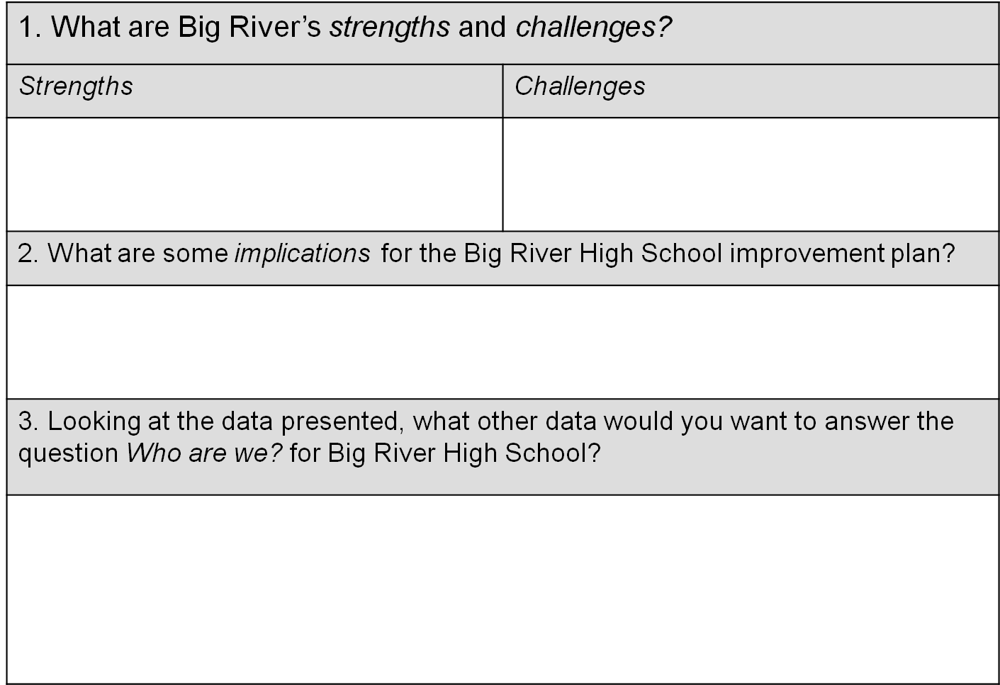 1. What are Big River’s strengths and challenges?
Strengths
Challenges
2. What are some implications for the Big River High School improvement plan?
3. Looking at the data presented, what other data would you want to answer the
question Who are we? for Big River High School?